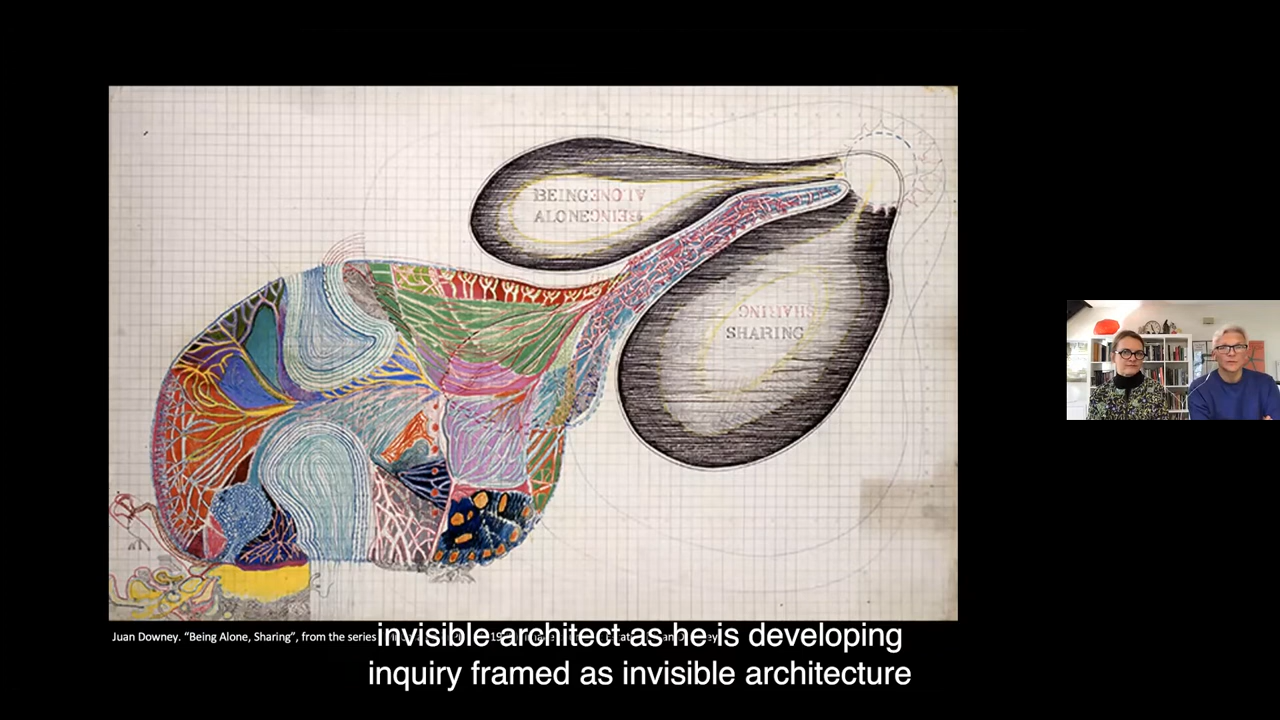 BEING
ALONE
SHARING
SHARING
Juan Downey. "Being Alone, Sharing", from the series
invisible architect as he is developing
inquiry framed as invisible architecture